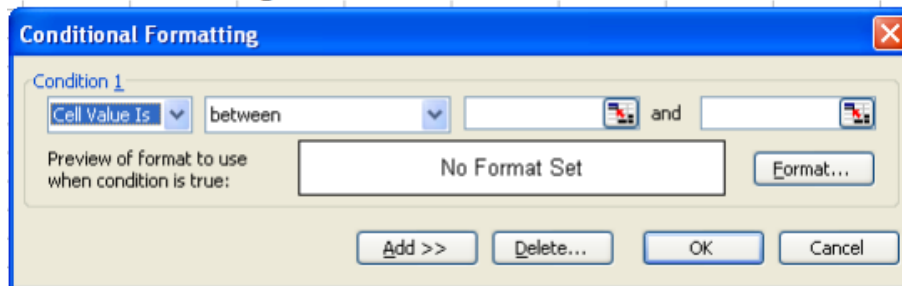 Conditional Formatting
Condition 1
Cell Value Is between and
Preview of format to use
when condition is true:
No Format Set
Format...
Add >> Delete... OK Cancel